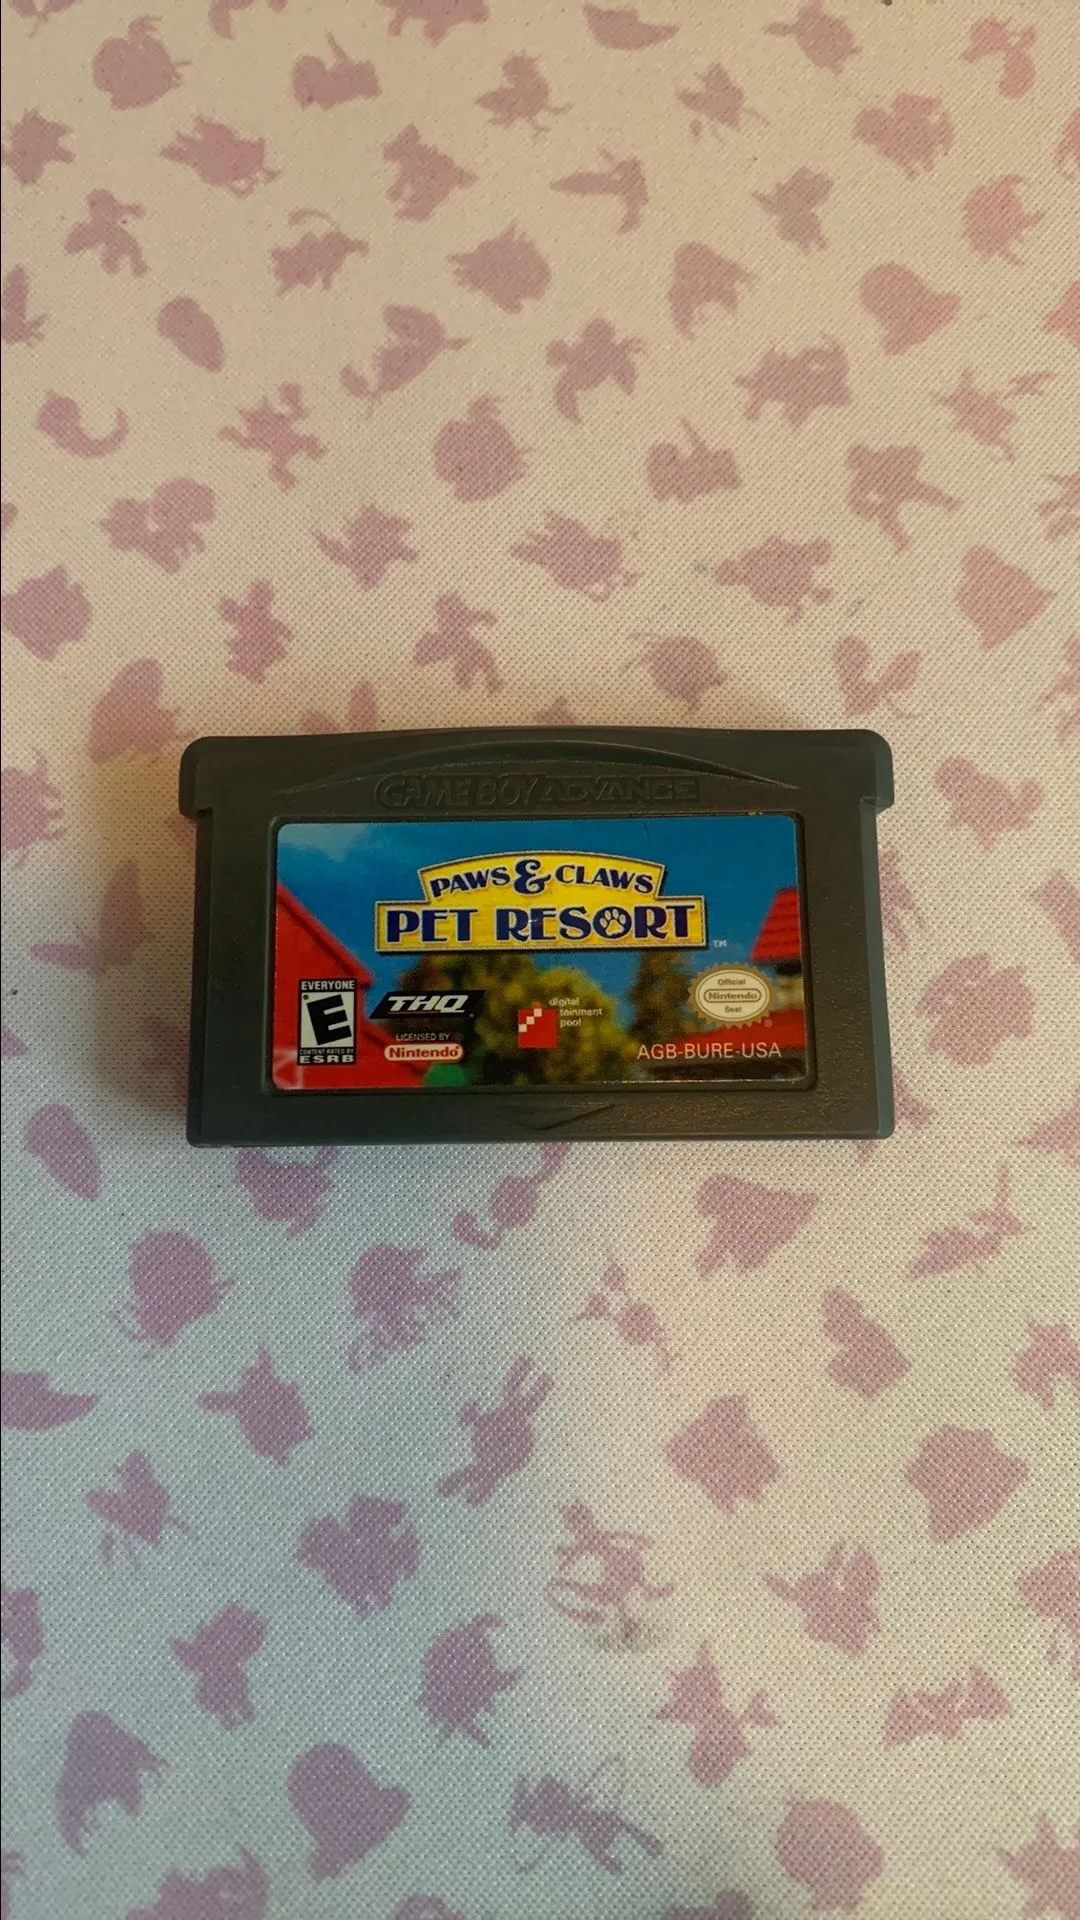 GAME BOY ADVANCE
PAWS & CLAWS
PET RESORT
TM
EVERYONE
E
CONTENT RATED BY
ESRB
THQ
LICENSED BY
Nintendo
digital
tainment
pool
Official
Nintendo
Seal
®
AGB-BURE-USA